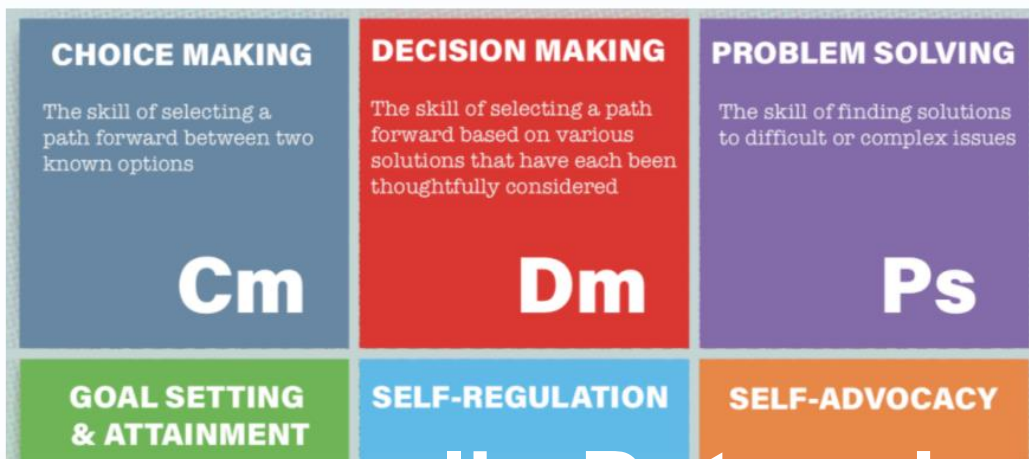 CHOICE MAKING
The skill of selecting a
path forward between two
known options
Cm
DECISION MAKING
The skill of selecting a path
forward based on various
solutions that have each been
thoughtfully considered
Dm
PROBLEM SOLVING
The skill of finding solutions
to difficult or complex issues
Ps
GOAL SETTING
& ATTAINMENT
SELF-REGULATION
SELF-ADVOCACY